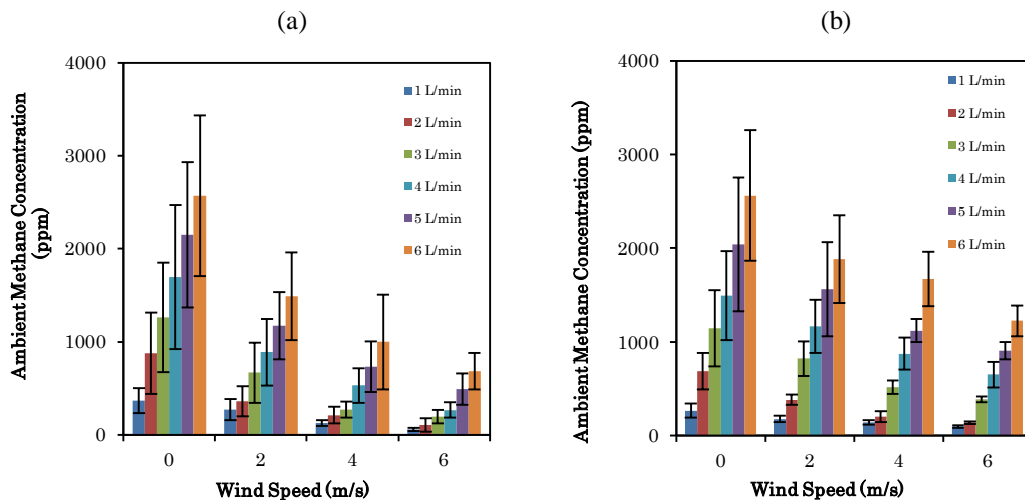 (a)
Ambient Methane Concentration
(ppm)
4000
3000
2000
1000
0
1 L/min
2 L/min
3 L/min
4 L/min
5 L/min
6 L/min
0 2 4 6
Wind Speed (m/s)
(b)
Ambient Methane Concentration (ppm)
4000
3000
2000
1000
0
1 L/min
2 L/min
3 L/min
4 L/min
5 L/min
6 L/min
0 2 4 6
Wind Speed (m/s)